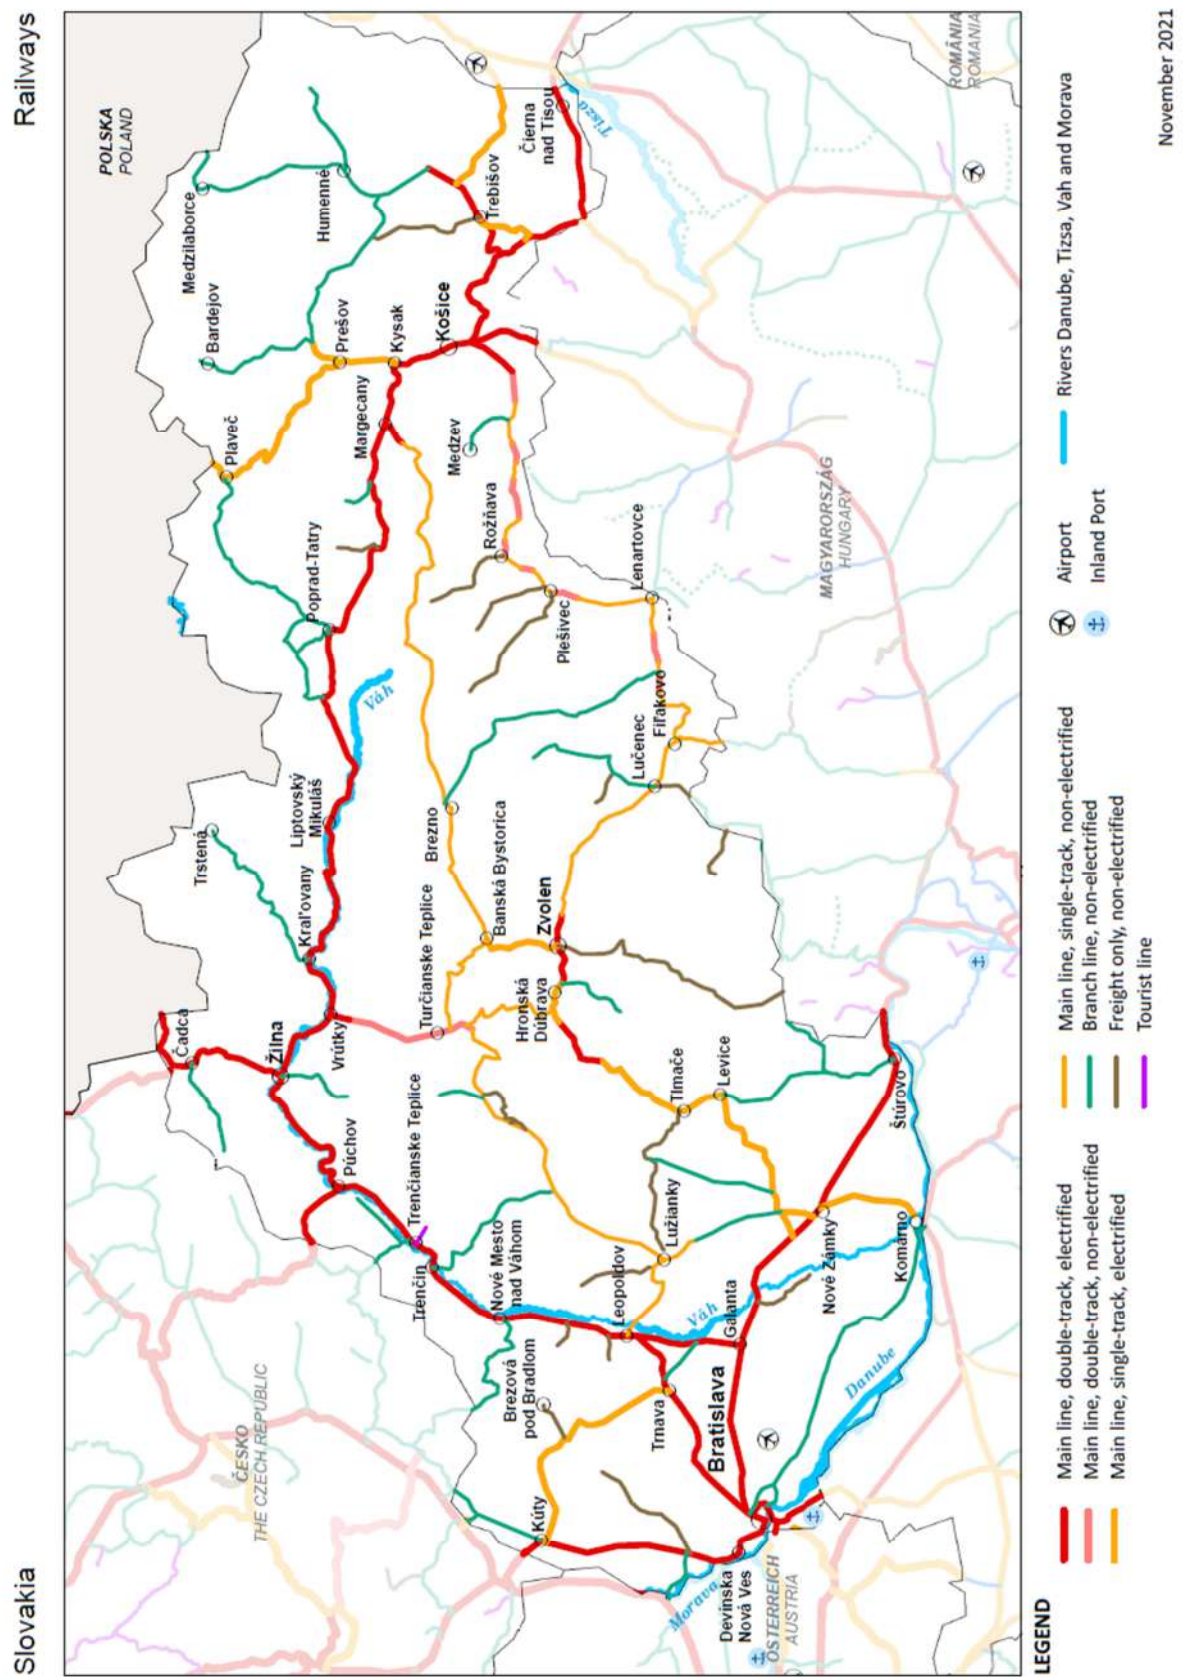 Slovakia
Railways
POLSKA
POLAND
Medzilaborce
Bardejov
Humenné
Plaveč
Prešov
Kysak
Košice
Trebišov
Čierna
nad Tisou
Tisza
ROMÂNIA
ROMANIA
Margecany
Medzev
Poprad-Tatry
Rožňava
Plešivec
Lenartovce
MAGYARORSZÁG
HUNGARY
Váh
Liptovský
Mikuláš
Trstená
Kraľovany
Brezno
Banská Bystorica
Lučenec
Fiľakovo
Zvolen
Turčianske Teplice
Hronská
Dúbrava
Čadca
Žilna
Vrútky
Tlmače
Levice
Štúrovo
Púchov
Trenčianske Teplice
Trenčín
Nové Mesto
nad Váhom
Lužianky
Leopoldov
Nové Zámky
Komárno
Váh
Galanta
Brezová
pod Bradlom
Trnava
Bratislava
Danube
ČESKO
THE CZECH REPUBLIC
Kúty
Morava
Devínska
Nová Ves
ÖSTERREICH
AUSTRIA
LEGEND
Main line, double-track, electrified
Main line, double-track, non-electrified
Main line, single-track, electrified
Main line, single-track, non-electrified
Branch line, non-electrified
Freight only, non-electrified
Tourist line
Airport
Inland Port
Rivers Danube, Tizsa, Vah and Morava
November 2021